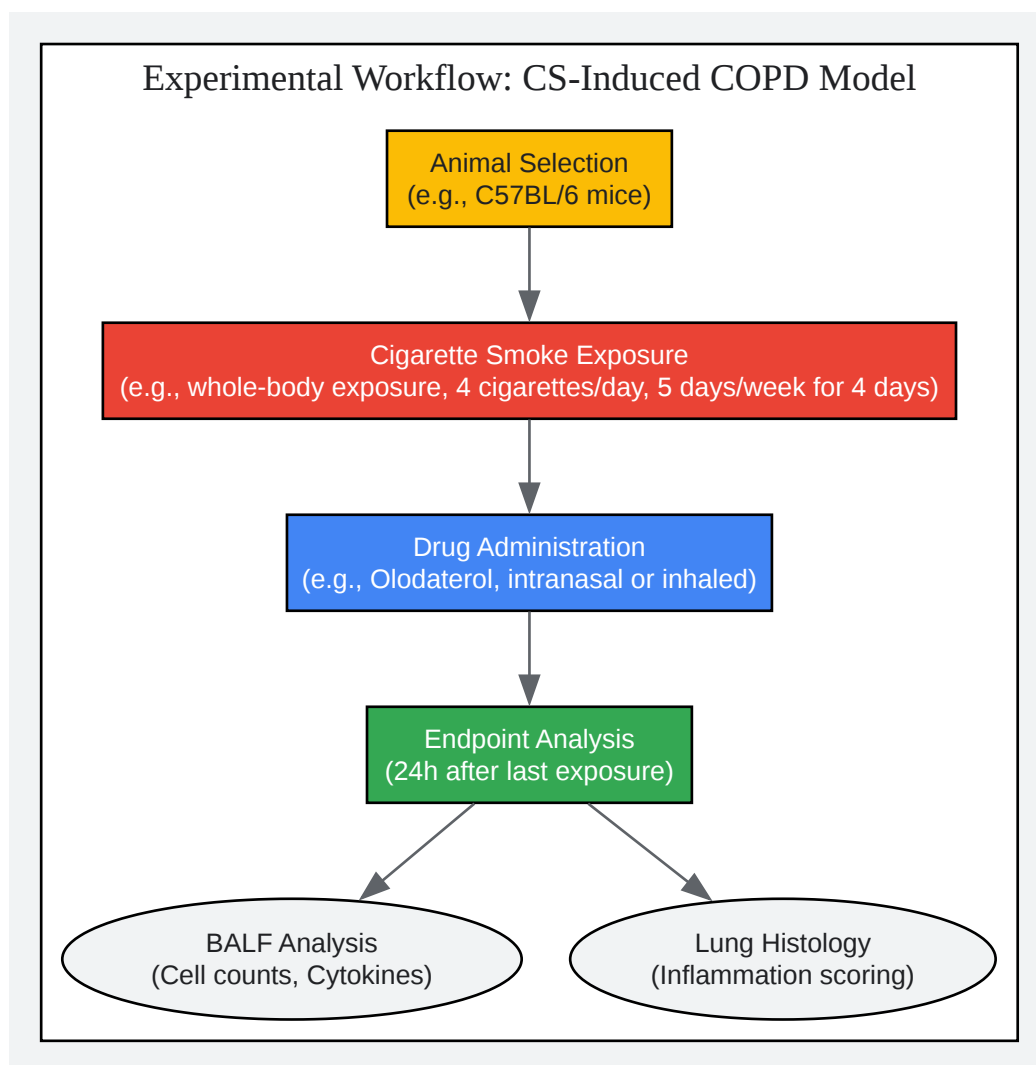 Experimental Workflow: CS-Induced COPD Model
Animal Selection
(e.g., C57BL/6 mice)
Cigarette Smoke Exposure
(e.g., whole-body exposure, 4 cigarettes/day, 5 days/week for 4 days)
Drug Administration
(e.g., Olodaterol, intranasal or inhaled)
Endpoint Analysis
(24h after last exposure)
BALF Analysis
(Cell counts, Cytokines)
Lung Histology
(Inflammation scoring)